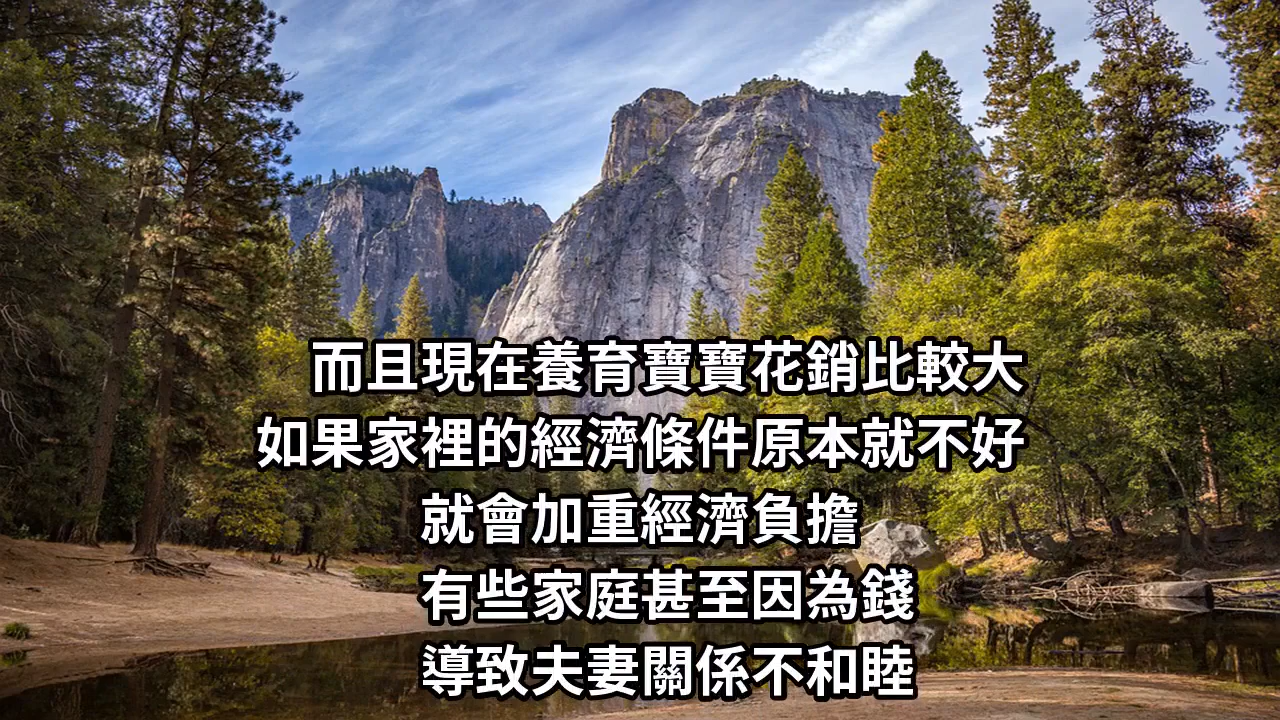 而且現在養育寶寶花銷比較大
如果家裡的經濟條件原本就不好
就會加重經濟負擔
有些家庭甚至因為錢
導致夫妻關係不和睦